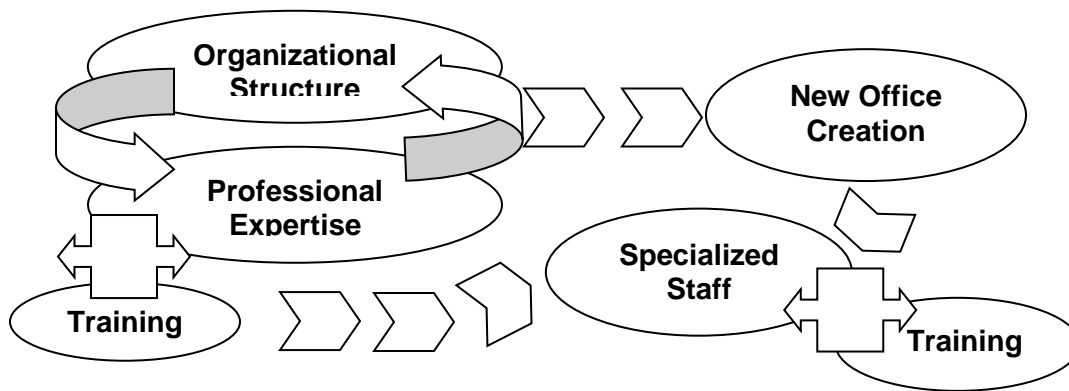 Organizational
Structure
New Office
Creation
Professional
Expertise
Specialized
Staff
Training
Training